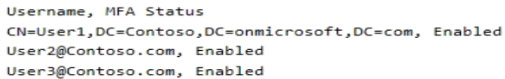 Username, MFA Status
CN=User1,DC=Contoso,DC=onmicrosoft,DC=com, Enabled
User2@Contoso.com, Enabled
User3@Contoso.com, Enabled